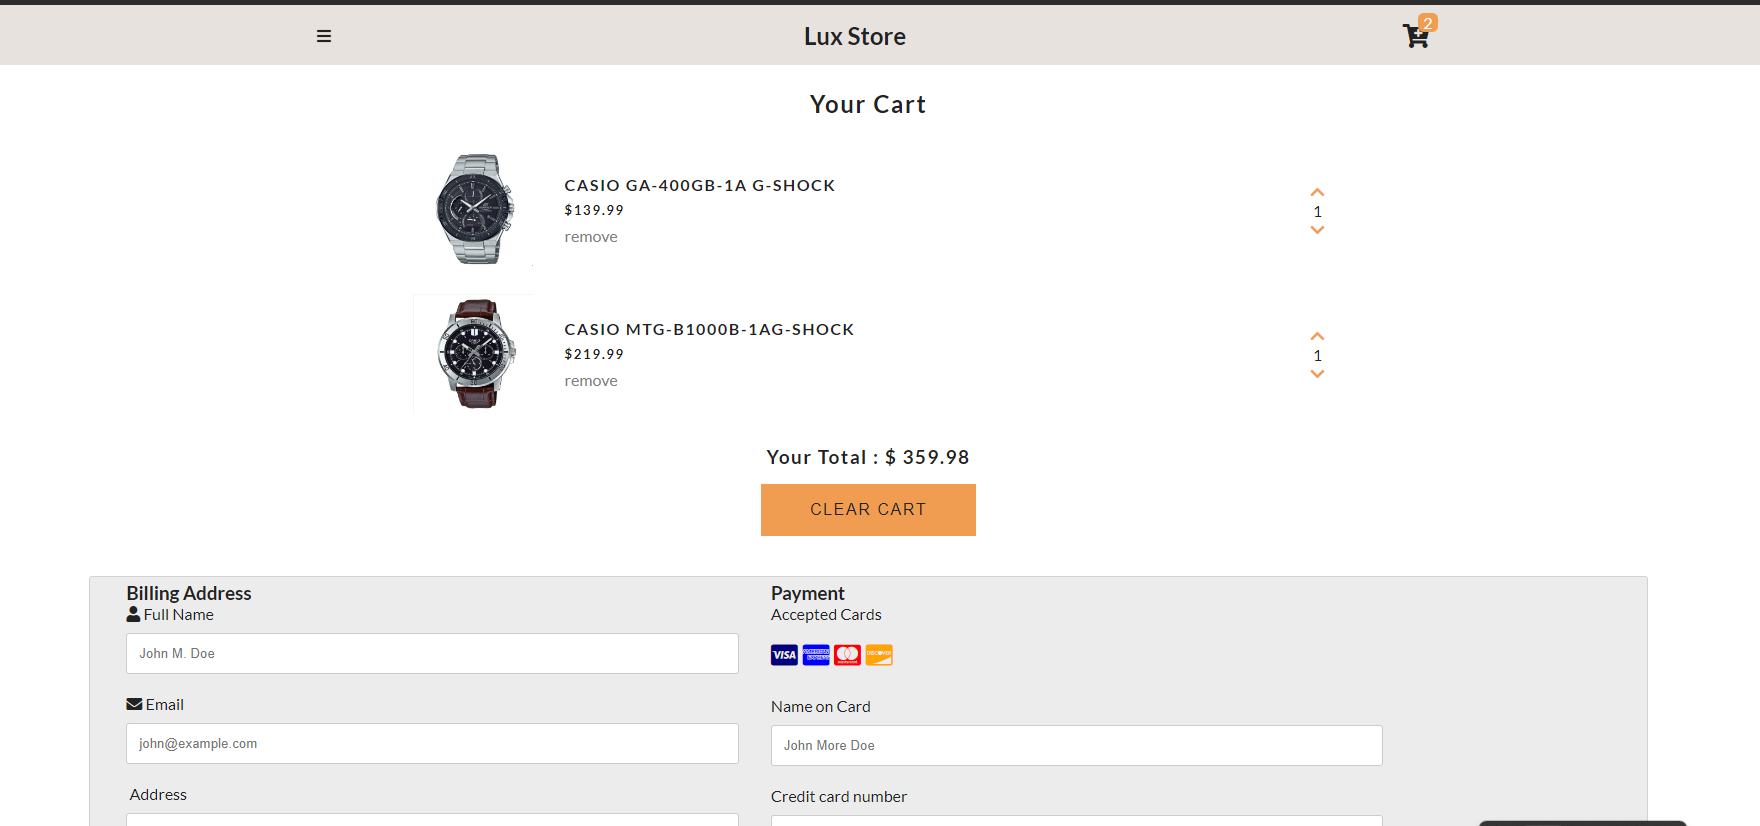 Lux Store
2
Your Cart
CASIO GA-400GB-1A G-SHOCK
$139.99
remove
1
CASIO MTG-B1000B-1AG-SHOCK
$219.99
remove
1
Your Total : $ 359.98
CLEAR CART
Billing Address
Full Name
John M. Doe
Email
john@example.com
Address
Payment
Accepted Cards
VISA
DISCOVER
Name on Card
John More Doe
Credit card number